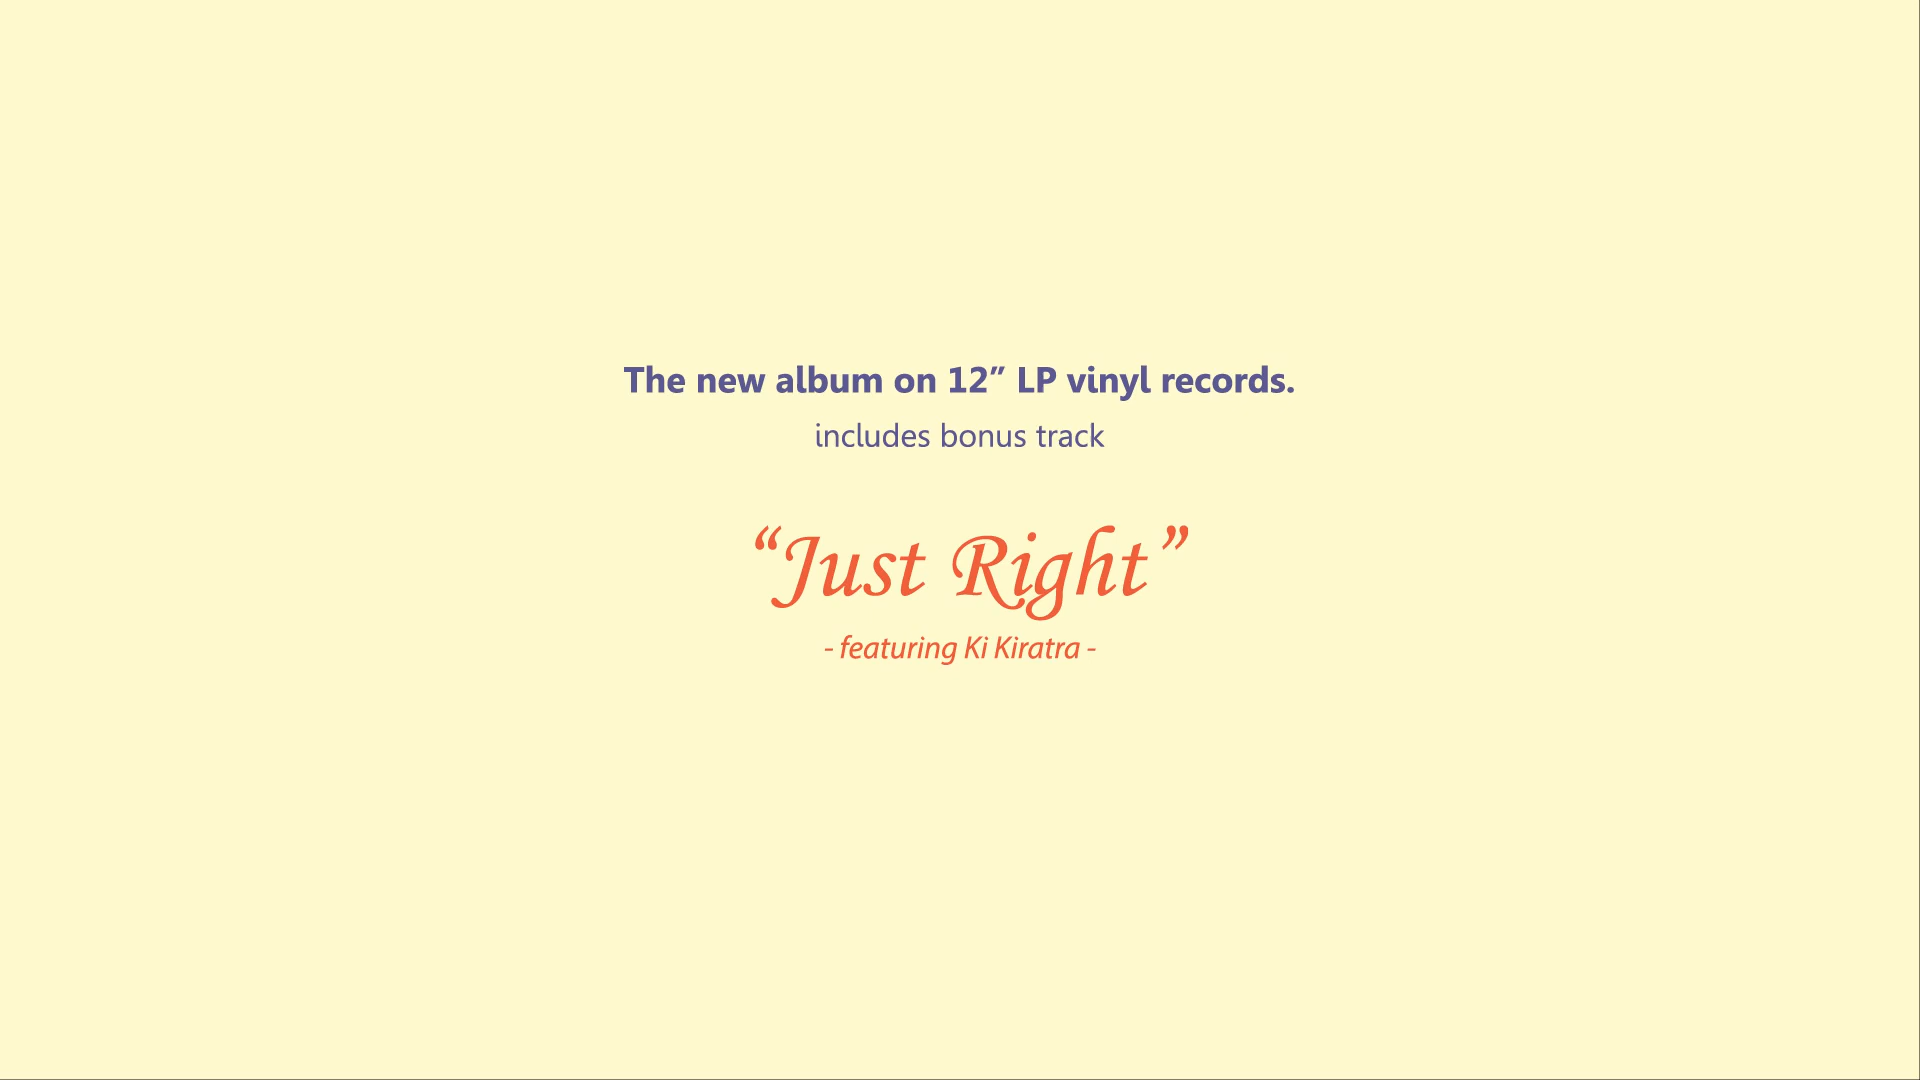 The new album on 12” LP vinyl records.
includes bonus track
“Just Right”
- featuring Ki Kiratra -